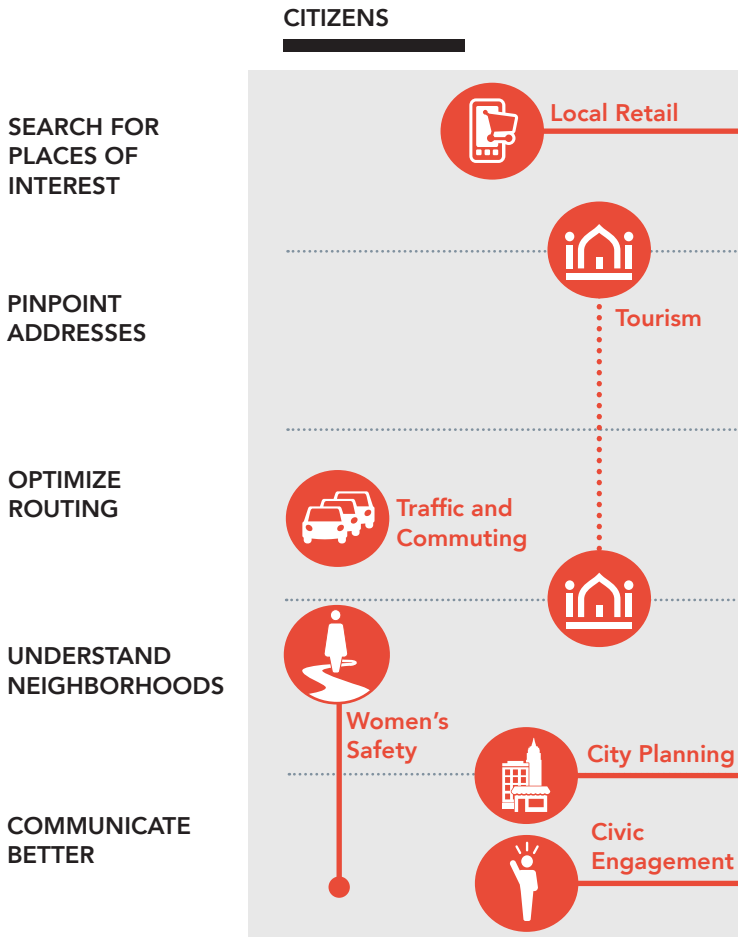 CITIZENS
SEARCH FOR
PLACES OF
INTEREST
Local Retail
PINPOINT
ADDRESSES
Tourism
OPTIMIZE
ROUTING
Traffic and
Commuting
UNDERSTAND
NEIGHBORHOODS
Women’s
Safety
City Planning
COMMUNICATE
BETTER
Civic
Engagement